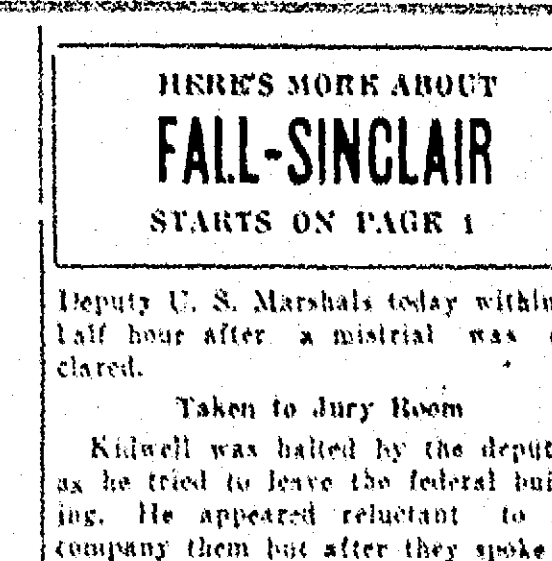 HERE'S MORE ABOUT
FALL-SINCLAIR
STARTS ON PAGE 1
Deputy U. S. Marshals today within
half hour after a mistrial was
clared.
Taken to Jury Room
Kidwell was halted by the deput
as he tried to leave the federal buil
ing. He appeared reluctant to
company them but after they spoke